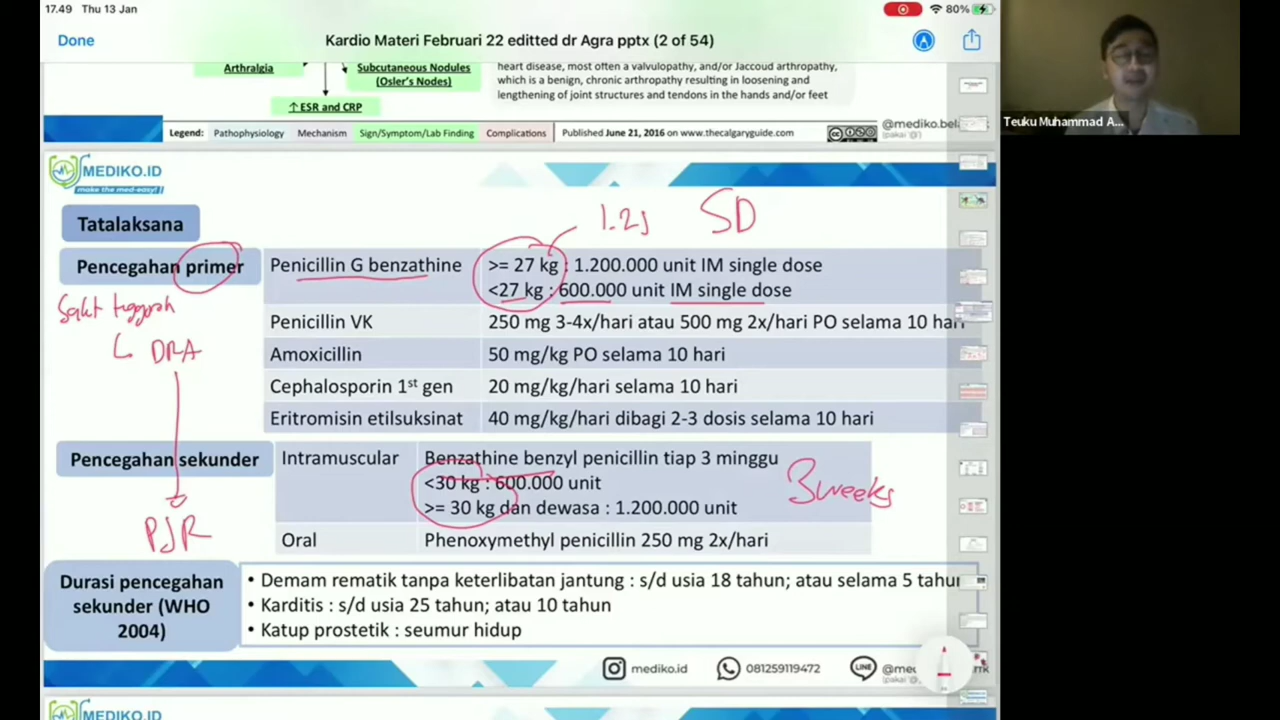 17.49 Thu 13 Jan
80%
Done
Kardio Materi Februari 22 editted dr Agra pptx (2 of 54)
Arthralgia
Subcutaneous Nodules
(Osler's Nodes)
↑ ESR and CRP
heart disease, most often a valvulopathy, and/or Jaccoud arthropathy,
which is a benign, chronic arthropathy resulting in loosening and
lengthening of joint structures and tendons in the hands and/or feet
Legend: Pathophysiology Mechanism Sign/Symptom/Lab Finding Complications Published June 21, 2016 on www.thecalgaryguide.com
@mediko.bela
(pakai '@')
Teuku Muhammad A...
MEDIKO.ID
make the med-easy!
1.2j SD
Tatalaksana
Pencegahan primer
Penicillin G benzathine
>= 27 kg : 1.200.000 unit IM single dose
<27 kg : 600.000 unit IM single dose
Penicillin VK 250 mg 3-4x/hari atau 500 mg 2x/hari PO selama 10 hari
Amoxicillin 50 mg/kg PO selama 10 hari
Cephalosporin 1st gen 20 mg/kg/hari selama 10 hari
Eritromisin etilsuksinat 40 mg/kg/hari dibagi 2-3 dosis selama 10 hari
DRA
PJR
Pencegahan sekunder
Intramuscular Benzathine benzyl penicillin tiap 3 minggu
<30 kg : 600.000 unit
>= 30 kg dan dewasa : 1.200.000 unit
3 weeks
Oral Phenoxymethyl penicillin 250 mg 2x/hari
Durasi pencegahan
sekunder (WHO
2004)
• Demam rematik tanpa keterlibatan jantung : s/d usia 18 tahun; atau selama 5 tahun
• Karditis : s/d usia 25 tahun; atau 10 tahun
• Katup prostetik : seumur hidup
mediko.id 081259119472 @me
(pakai '@')
MEDIKO.ID